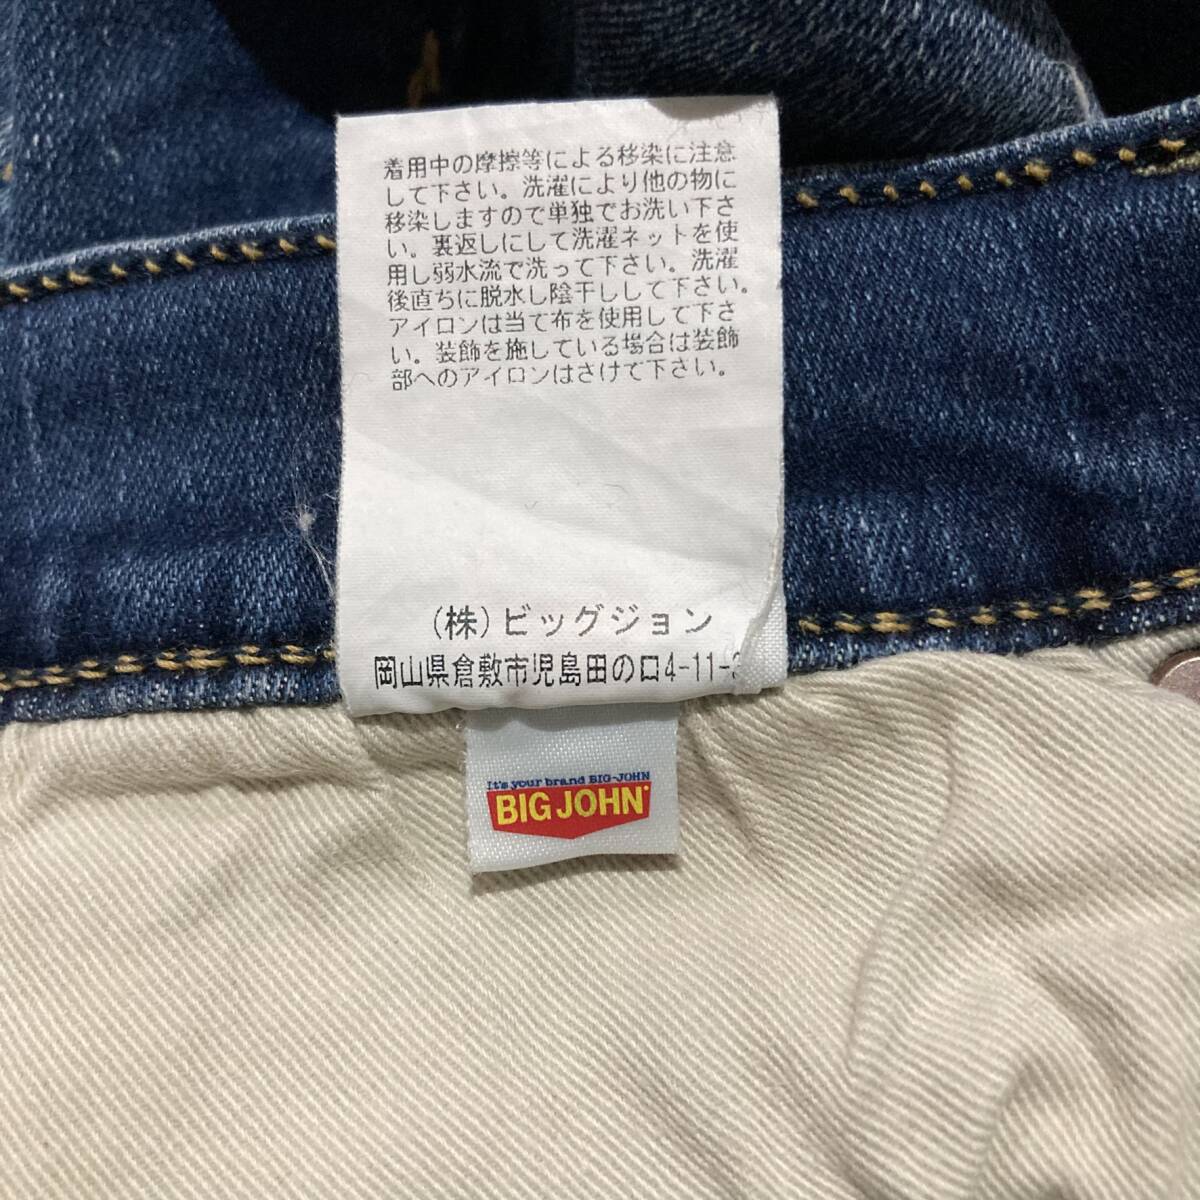 着用中の摩擦等による移染に注意
して下さい。洗濯により他の物に
移染しますので単独でお洗い下さ
い。裏返しにして洗濯ネットを使
用し弱水流で洗って下さい。洗濯
後直ちに脱水し陰干しして下さい。
アイロンは当て布を使用して下さ
い。装飾を施している場合は装飾
部へのアイロンはさけて下さい。
(株)ビッグジョン
岡山県倉敷市児島田の口4-11-
It's your brand BIG-JOHN
BIG JOHN